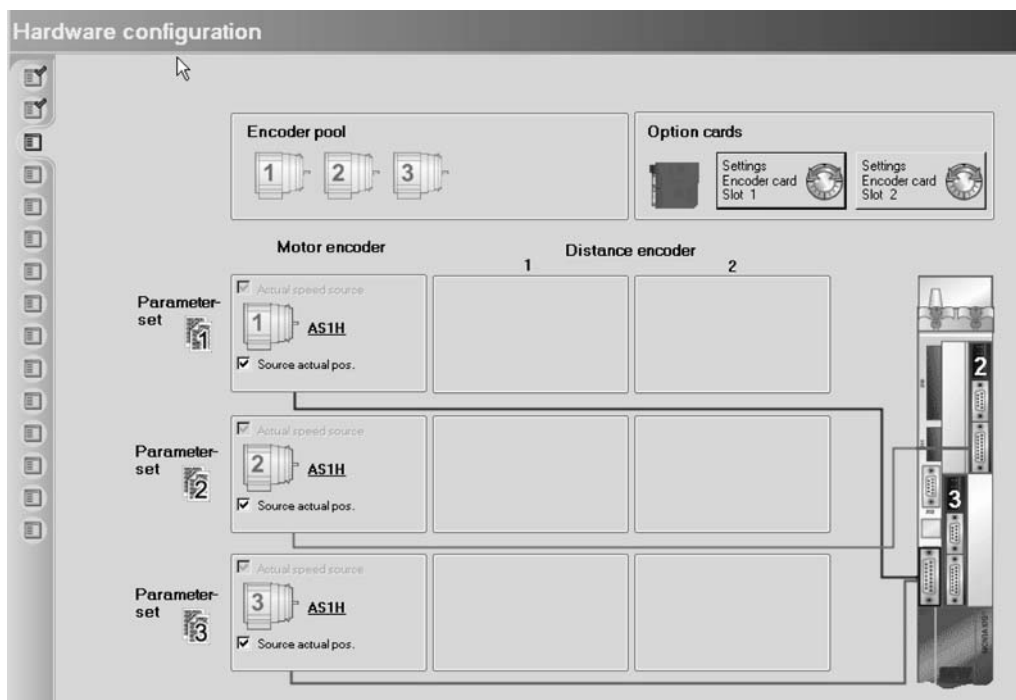 Hardware configuration
Encoder pool
1 2 3
Option cards
Settings
Encoder card
Slot 1
Settings
Encoder card
Slot 2
Motor encoder
Distance encoder
1 2
Parameter-
set
1
Actual speed source
1 AS1H
Source actual pos.
Parameter-
set
2
Actual speed source
2 AS1H
Source actual pos.
Parameter-
set
3
Actual speed source
3 AS1H
Source actual pos.
2
3